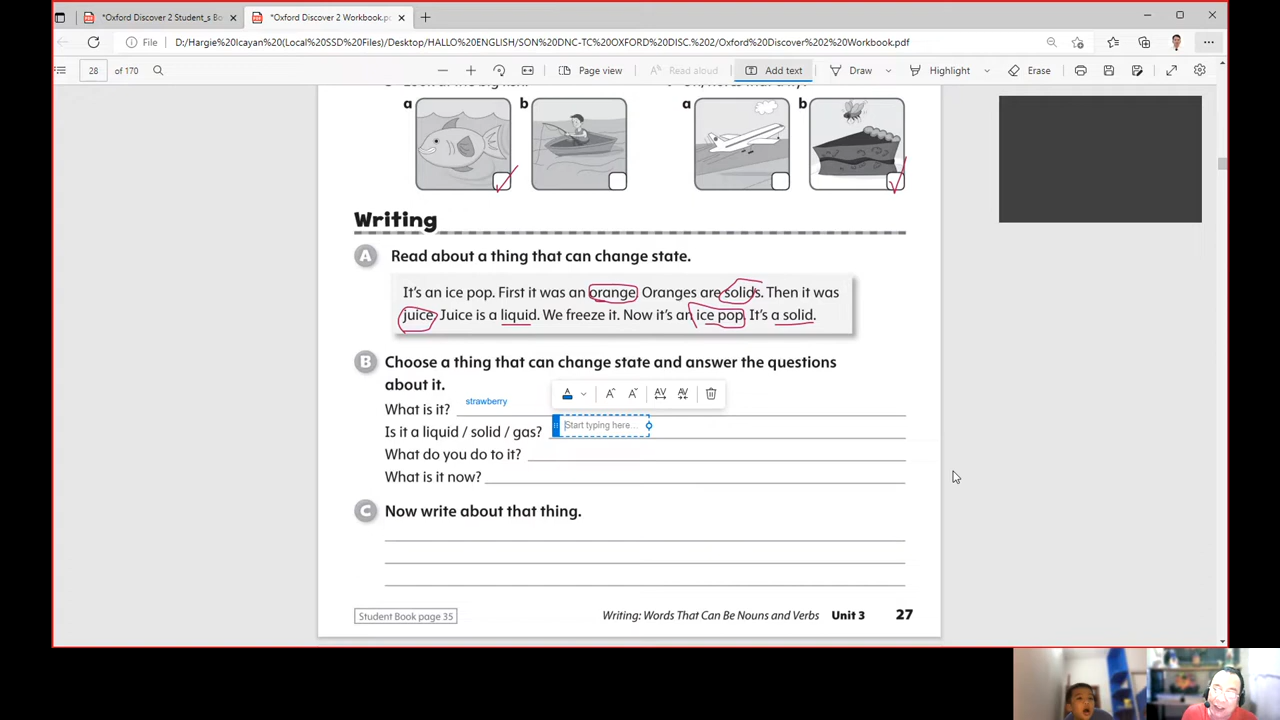 *Oxford Discover 2 Student_s Bo
*Oxford Discover 2 Workbook.pd
File
D:/Hargie%20Icayan%20(Local%20SSD%20Files)/Desktop/HALLO%20ENGLISH/SON%20DNC-TC%20OXFORD%20DISC.%202/Oxford%20Discover%202%20Workbook.pdf
28 of 170
Page view
Read aloud
Add text
Draw
Highlight
Erase
a b a b
Writing
A Read about a thing that can change state.
It's an ice pop. First it was an orange. Oranges are solids. Then it was
juice. Juice is a liquid. We freeze it. Now it's an ice pop. It's a solid.
B Choose a thing that can change state and answer the questions
about it.
What is it? strawberry
Is it a liquid / solid / gas? Start typing here...
What do you do to it?
What is it now?
C Now write about that thing.
Student Book page 35
Writing: Words That Can Be Nouns and Verbs Unit 3 27